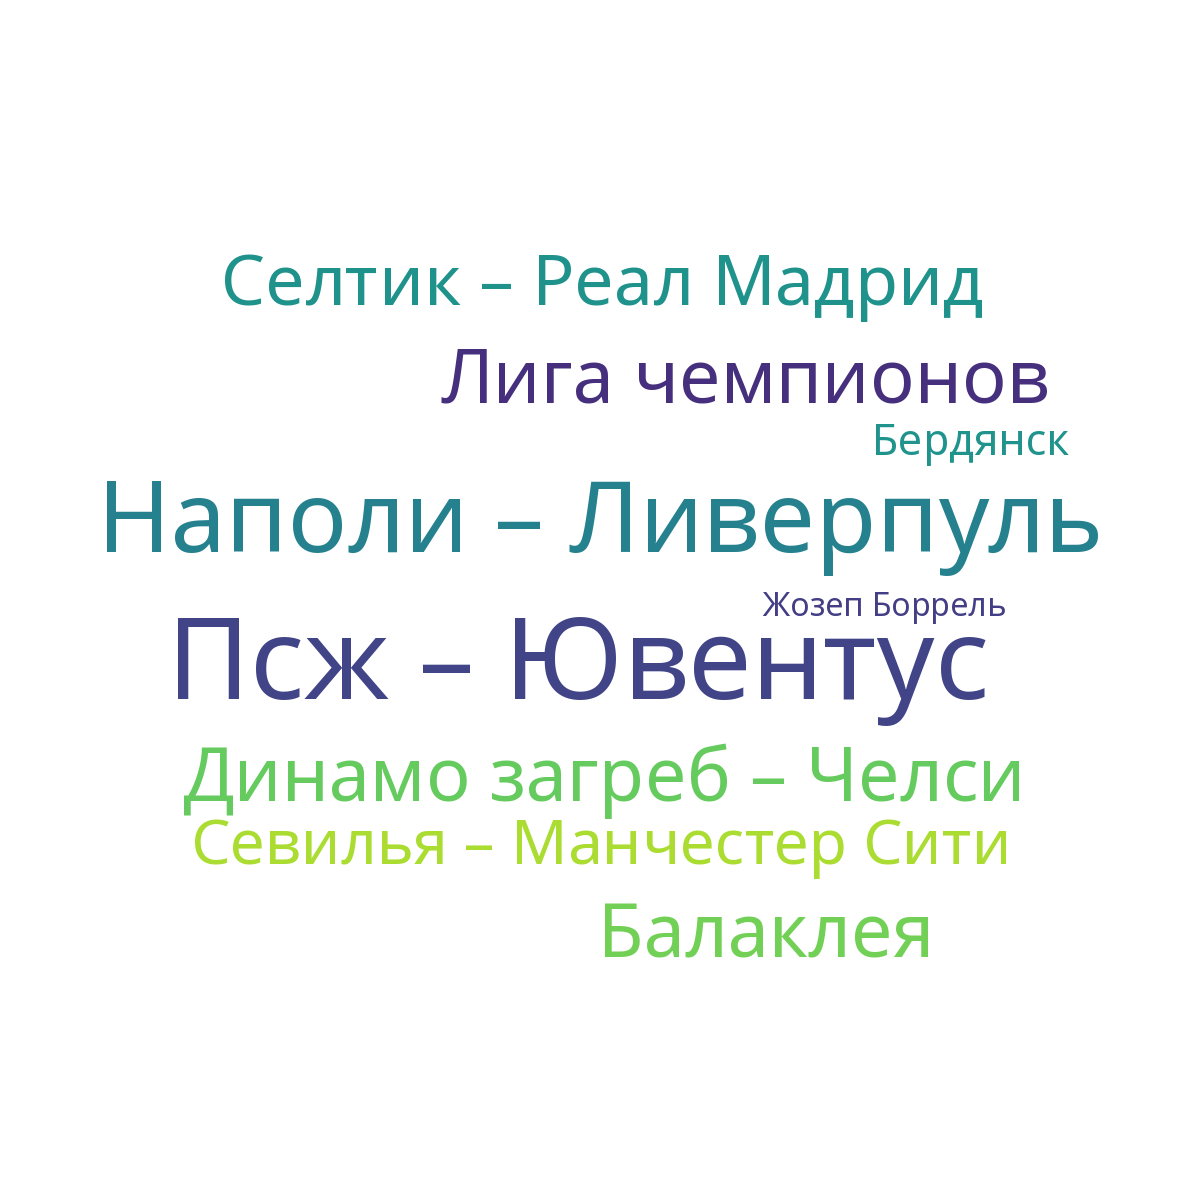 Селтик – Реал Мадрид
Лига чемпионов
Бердянск
Наполи – Ливерпуль
Жозеп Боррель
Псж – Ювентус
Динамо загреб – Челси
Севилья – Манчестер Сити
Балаклея